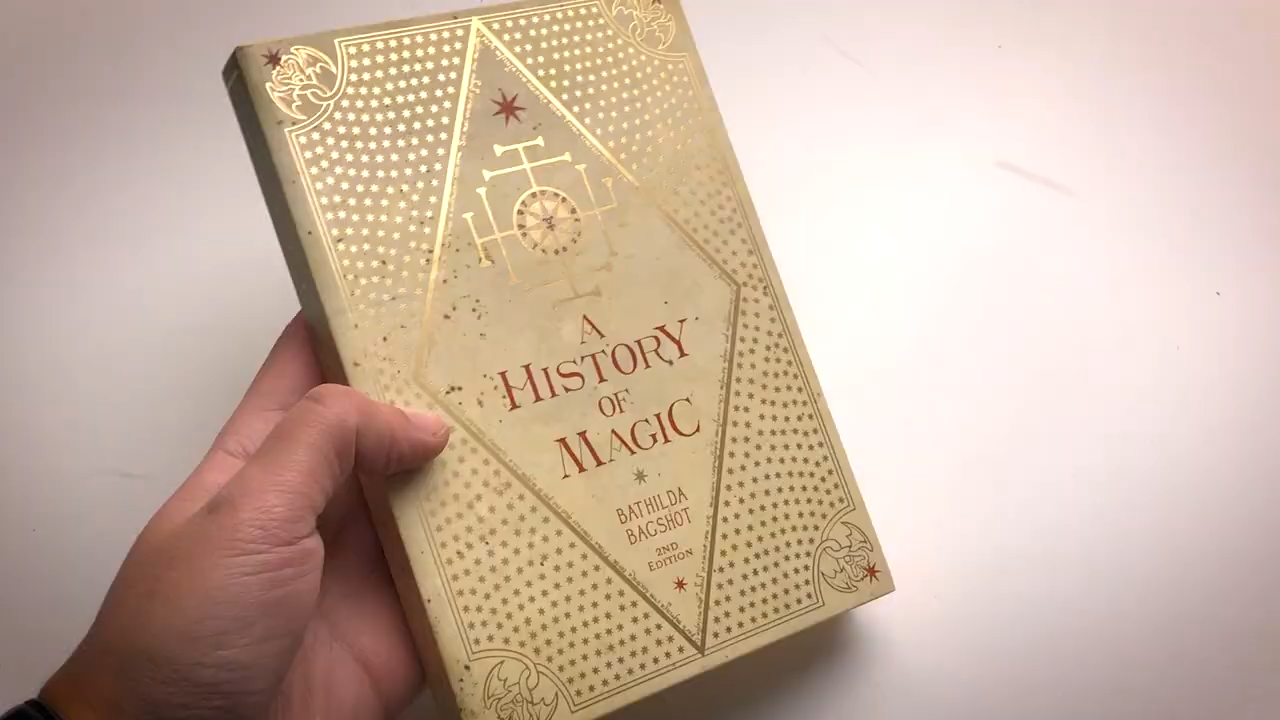 A
HISTORY
OF
MAGIC
BATHILDA
BAGSHOT
2ND
EDITION